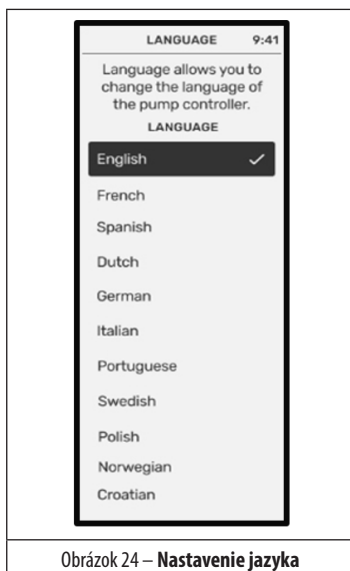 LANGUAGE 9:41
Language allows you to
change the language of
the pump controller.
LANGUAGE
English ✓
French
Spanish
Dutch
German
Italian
Portuguese
Swedish
Polish
Norwegian
Croatian
Obrázok 24 – Nastavenie jazyka